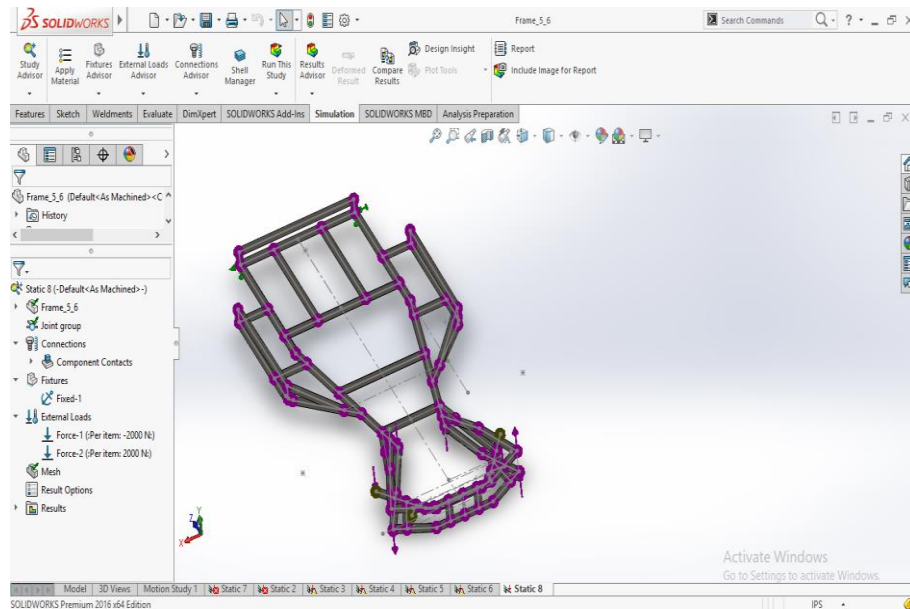 SOLIDWORKS
Frame_5_6
Search Commands
Study Advisor
Apply Material
Fixtures Advisor
External Loads Advisor
Connections Advisor
Shell Manager
Run This Study
Results Advisor
Deformed Result
Compare Results
Design Insight
Plot Tools
Report
Include Image for Report
Features Sketch Weldments Evaluate DimXpert SOLIDWORKS Add-Ins Simulation SOLIDWORKS MBD Analysis Preparation
Frame_5_6 (Default<As Machined><C
History
Static 8 (-Default<As Machined>-)
Frame_5_6
Joint group
Connections
Component Contacts
Fixtures
Fixed-1
External Loads
Force-1 (:Per item: -2000 N:)
Force-2 (:Per item: 2000 N:)
Mesh
Result Options
Results
Y
Z
X
Activate Windows
Go to Settings to activate Windows.
Model 3D Views Motion Study 1 Static 7 Static 2 Static 3 Static 4 Static 5 Static 6 Static 8
SOLIDWORKS Premium 2016 x64 Edition
IPS